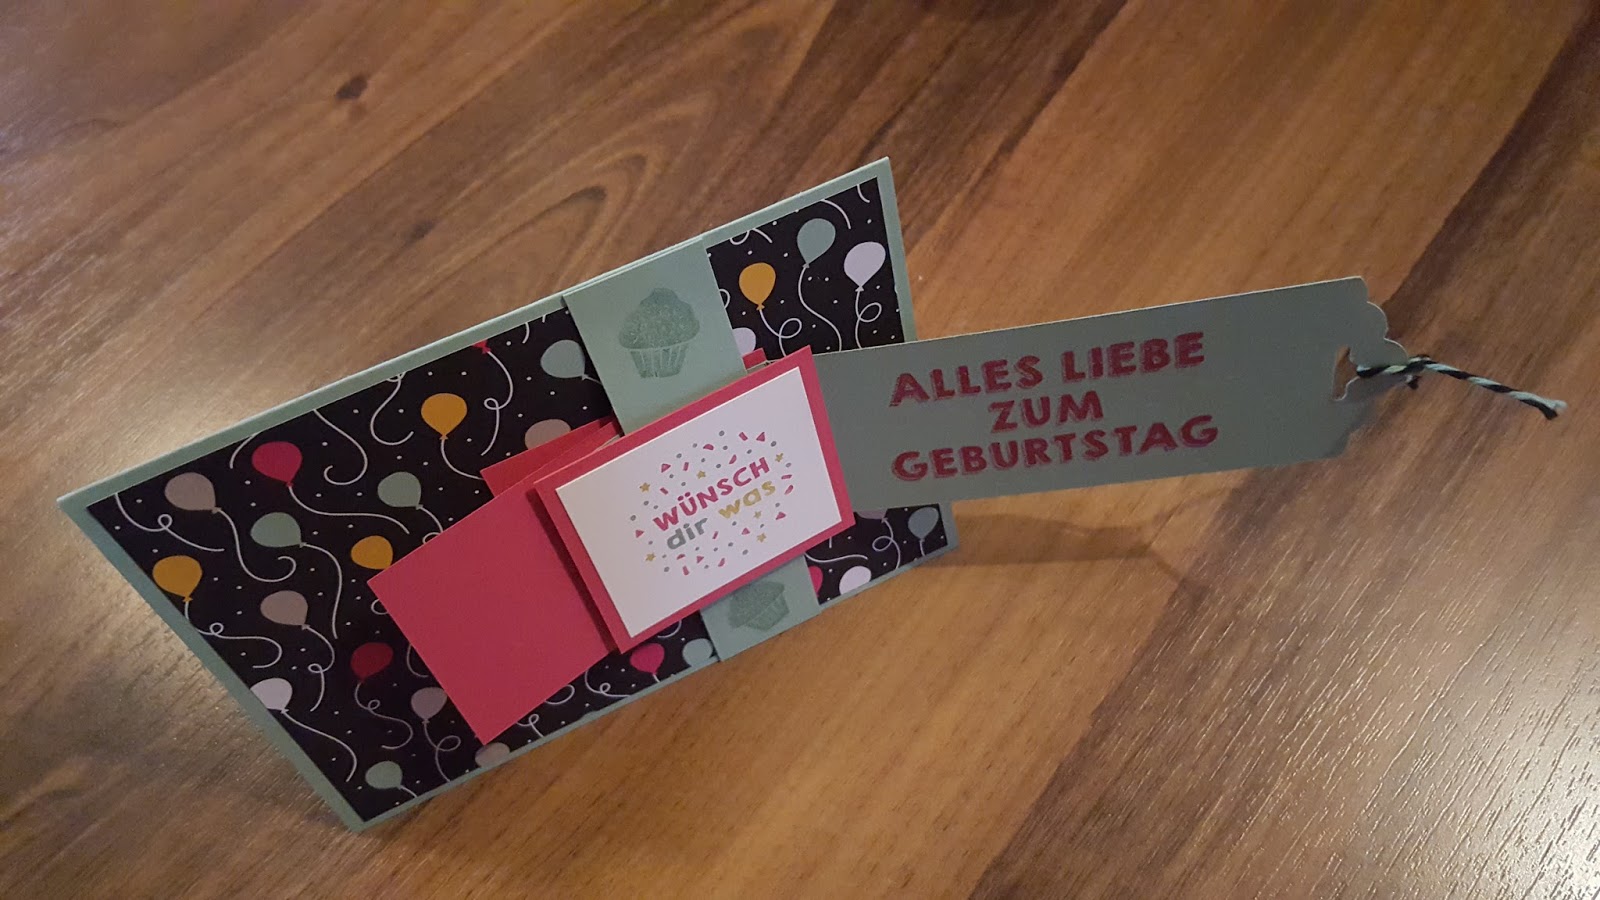 WÜNSCH
dir was
ALLES LIEBE
ZUM
GEBURTSTAG